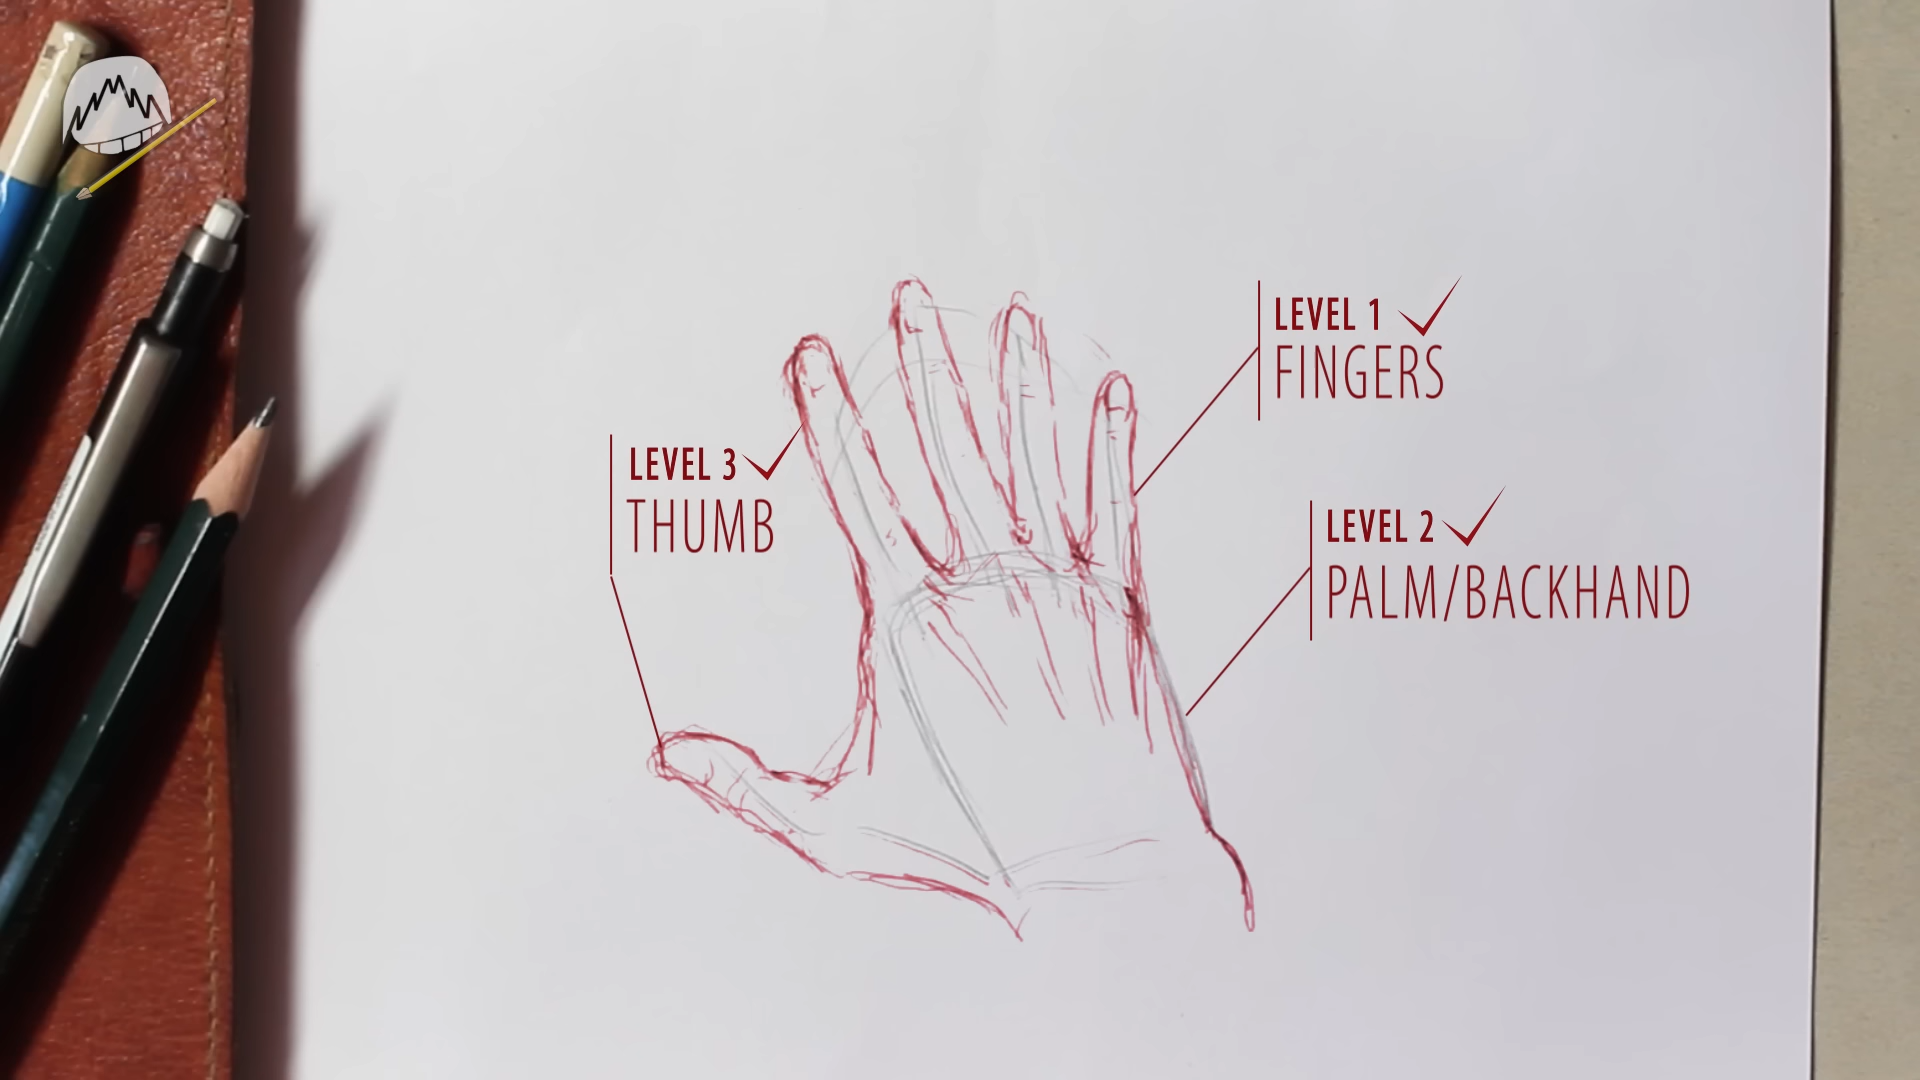 LEVEL 1
FINGERS
LEVEL 3
THUMB
LEVEL 2
PALM/BACKHAND